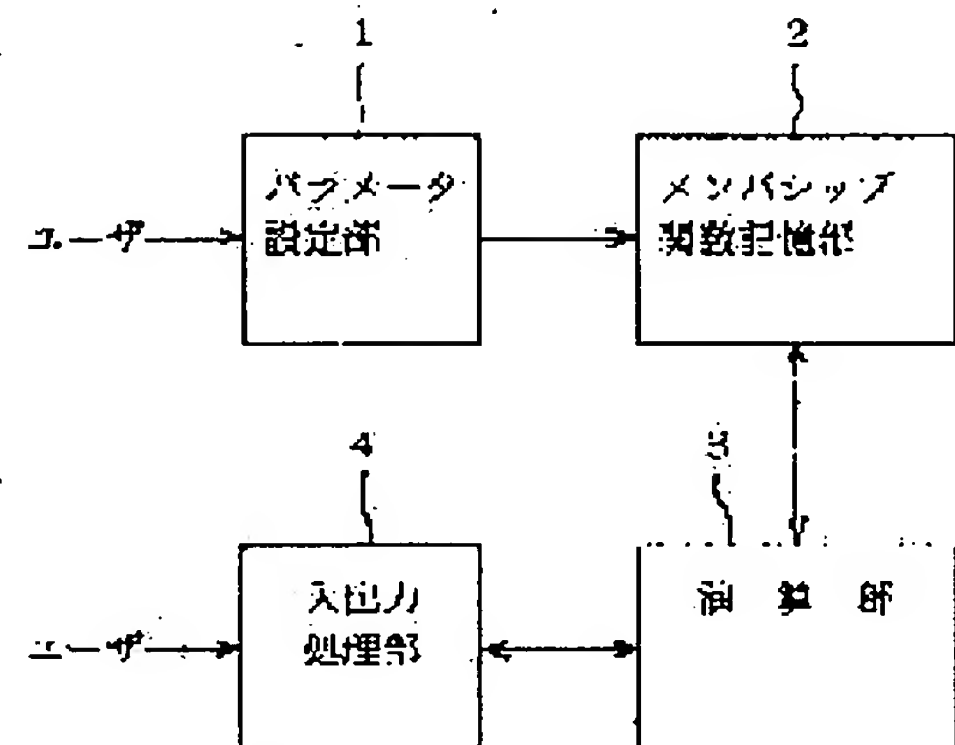 1
2
パラメータ
設定部
メンバシップ
関数記憶部
ユーザ
4
3
入出力
処理部
演算部
ユーザ